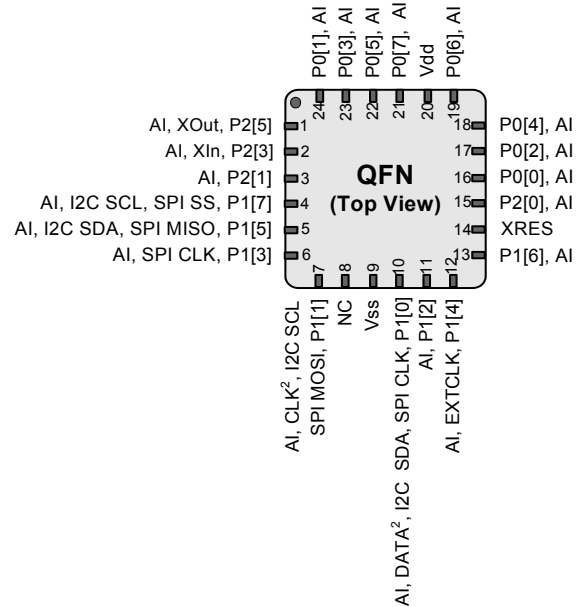 P0[1], AI
P0[3], AI
P0[5], AI
P0[7], AI
Vdd
P0[6], AI
24
23
22
21
20
19
AI, XOut, P2[5]
1
18
P0[4], AI
AI, XIn, P2[3]
2
17
P0[2], AI
AI, P2[1]
3
QFN
16
P0[0], AI
AI, I2C SCL, SPI SS, P1[7]
4
(Top View)
15
P2[0], AI
AI, I2C SDA, SPI MISO, P1[5]
5
14
XRES
AI, SPI CLK, P1[3]
6
13
P1[6], AI
7
8
9
10
11
12
AI, CLK², I2C SCL
SPI MOSI, P1[1]
NC
Vss
AI, DATA², I2C SDA, SPI CLK, P1[0]
AI, P1[2]
AI, EXTCLK, P1[4]